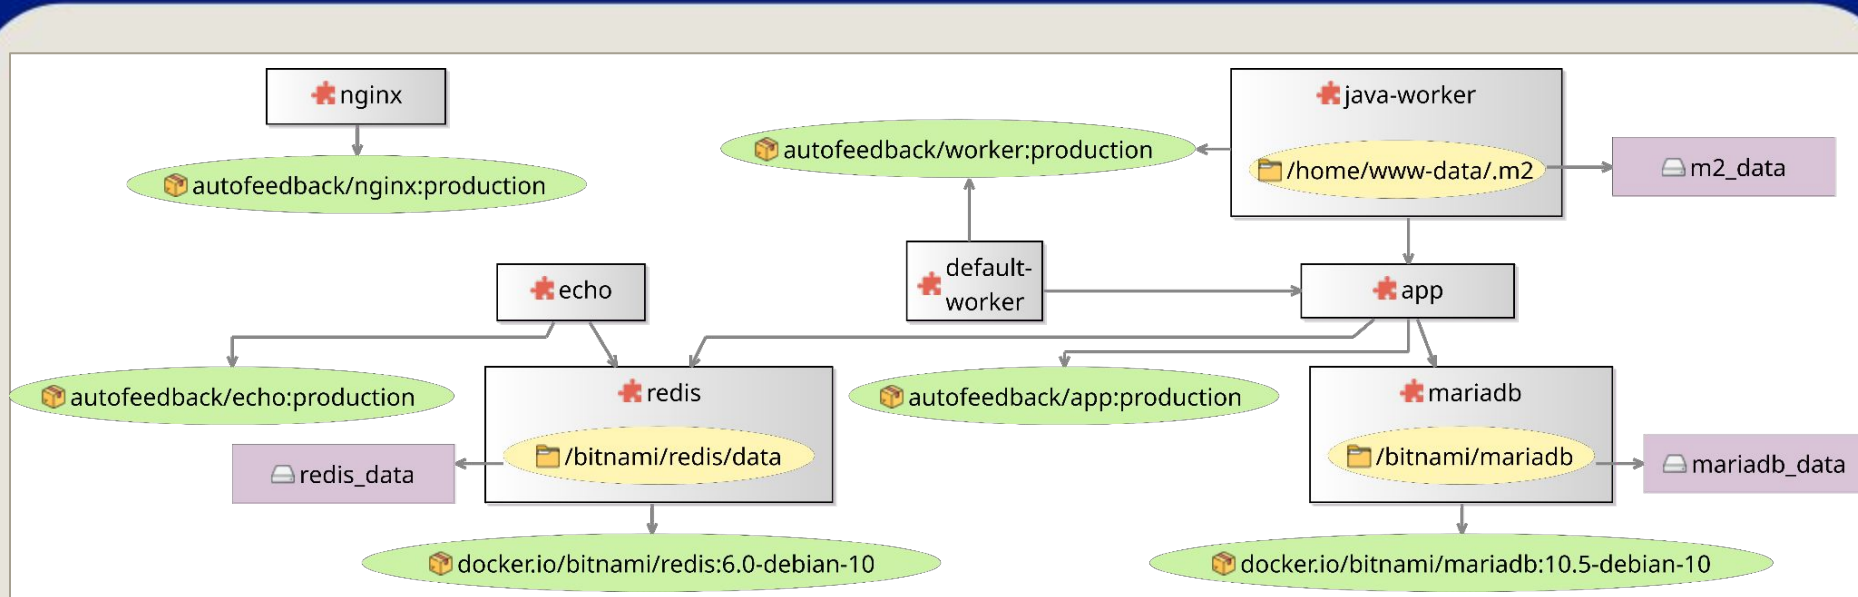 nginx
java-worker
autofeedback/worker:production
/home/www-data/.m2
m2_data
autofeedback/nginx:production
echo
default-
worker
app
autofeedback/echo:production
redis
autofeedback/app:production
mariadb
redis_data
/bitnami/redis/data
/bitnami/mariadb
mariadb_data
docker.io/bitnami/redis:6.0-debian-10
docker.io/bitnami/mariadb:10.5-debian-10